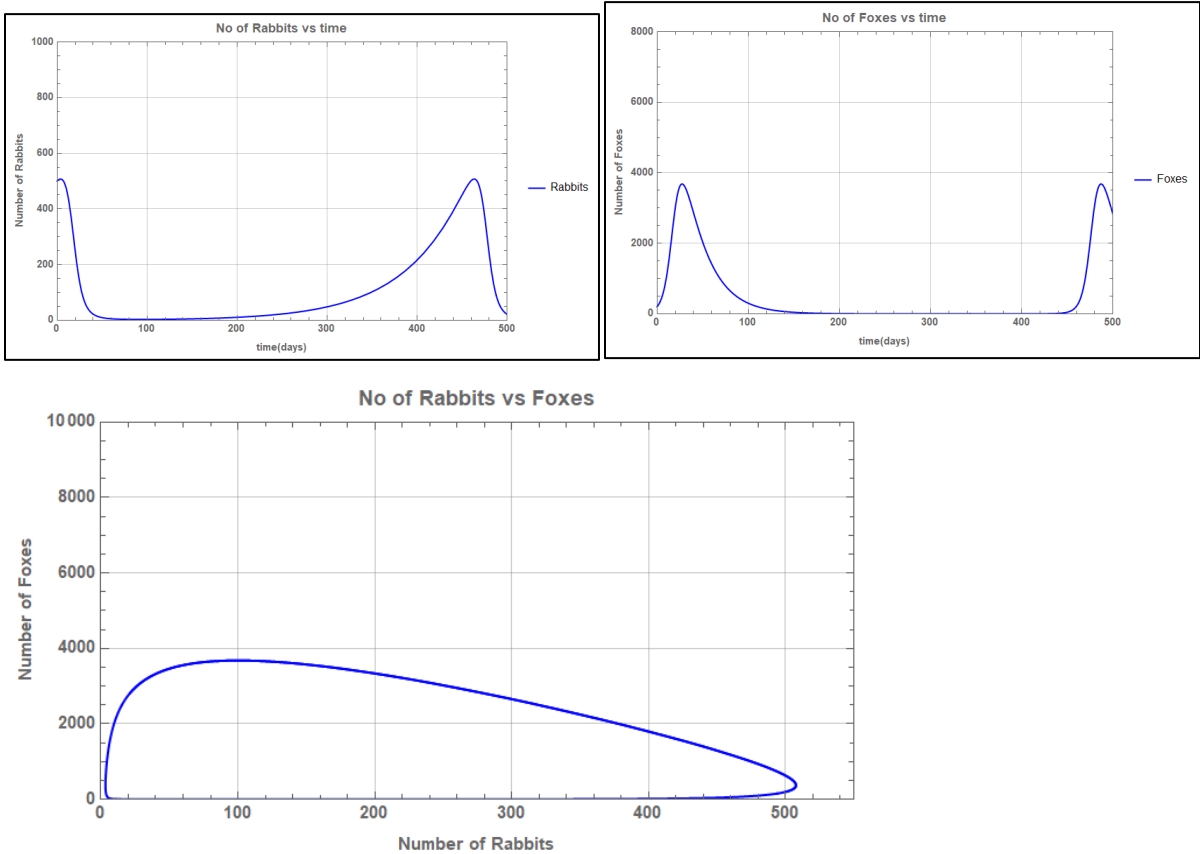 No of Rabbits vs time
1000
800
600
400
200
0
Number of Rabbits
0 100 200 300 400 500
time(days)
Rabbits
No of Foxes vs time
8000
6000
4000
2000
0
Number of Foxes
0 100 200 300 400 500
time(days)
Foxes
No of Rabbits vs Foxes
10 000
8000
6000
4000
2000
0
Number of Foxes
0 100 200 300 400 500
Number of Rabbits